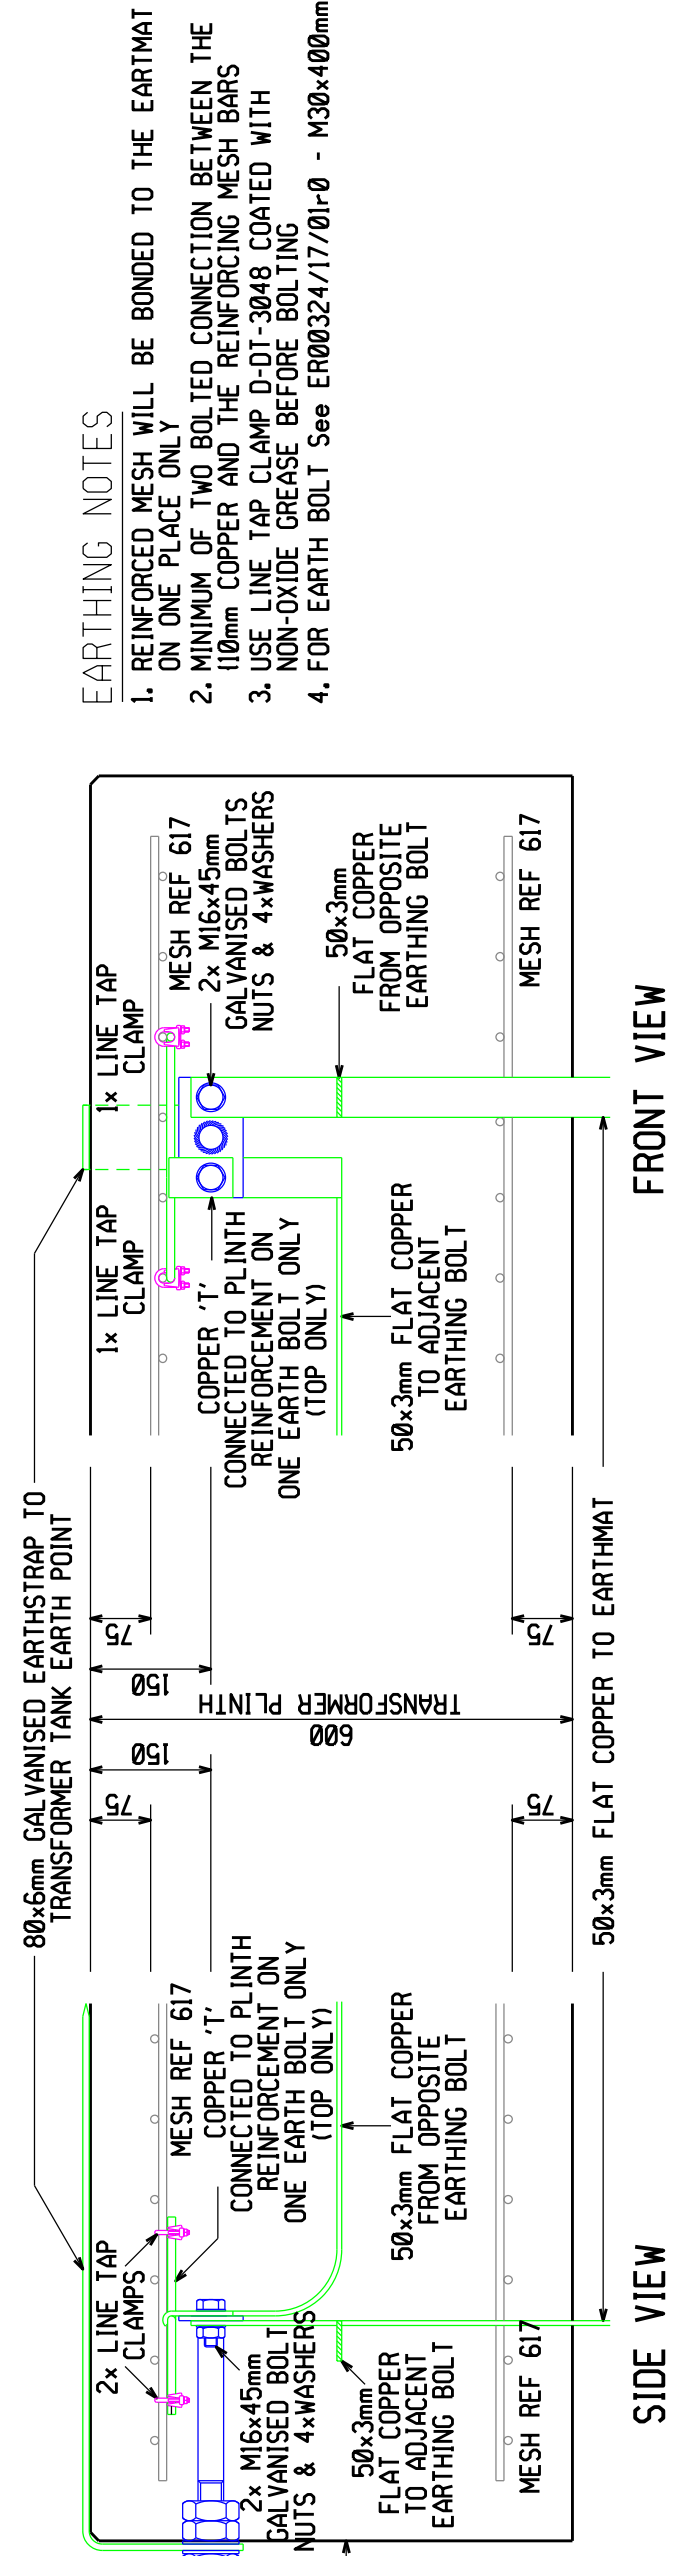 EARTHING NOTES
1. REINFORCED MESH WILL BE BONDED TO THE EARTMAT
ON ONE PLACE ONLY
2. MINIMUM OF TWO BOLTED CONNECTION BETWEEN THE
110mm COPPER AND THE REINFORCING MESH BARS
3. USE LINE TAP CLAMP D-DT-3048 COATED WITH
NON-OXIDE GREASE BEFORE BOLTING
4. FOR EARTH BOLT See ER00324/17/01r0 - M30x400mm
80x6mm GALVANISED EARTHSTRAP TO
TRANSFORMER TANK EARTH POINT
2x LINE TAP
CLAMPS
MESH REF 617
COPPER 'T'
CONNECTED TO PLINTH
REINFORCEMENT ON
ONE EARTH BOLT ONLY
(TOP ONLY)
2x M16x45mm
GALVANISED BOLT
NUTS & 4xWASHERS
50x3mm
FLAT COPPER
TO ADJACENT
EARTHING BOLT
50x3mm FLAT COPPER
FROM OPPOSITE
EARTHING BOLT
MESH REF 617
SIDE VIEW
75
150
600
TRANSFORMER PLINTH
150
75
75
75
50x3mm FLAT COPPER TO EARTHMAT
1x LINE TAP
CLAMP
1x LINE TAP
CLAMP
MESH REF 617
2x M16x45mm
GALVANISED BOLTS
NUTS & 4xWASHERS
COPPER 'T'
CONNECTED TO PLINTH
REINFORCEMENT ON
ONE EARTH BOLT ONLY
(TOP ONLY)
50x3mm
FLAT COPPER
FROM OPPOSITE
EARTHING BOLT
50x3mm FLAT COPPER
TO ADJACENT
EARTHING BOLT
MESH REF 617
FRONT VIEW